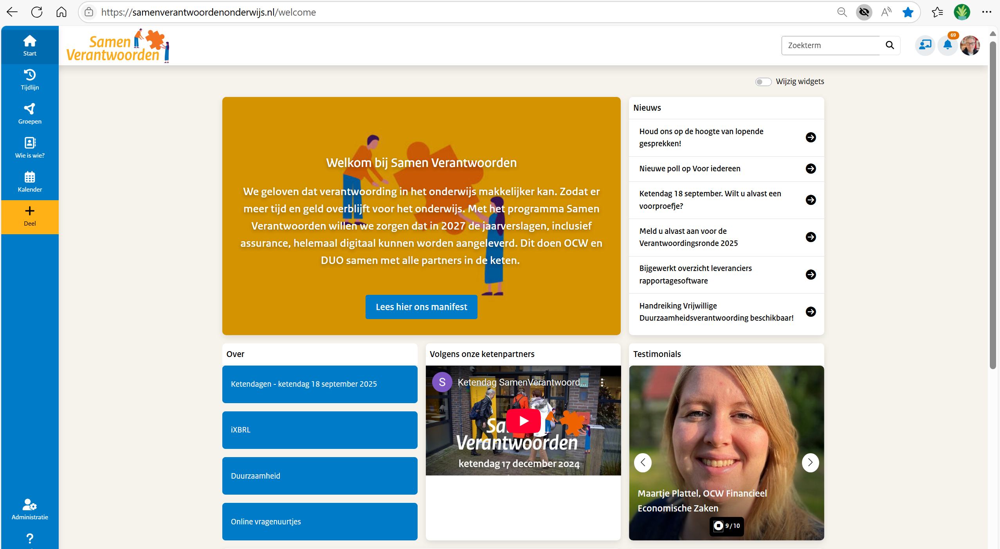 https://samenverantwoordenonderwijs.nl/welcome
Start
Tijdlijn
Groepen
Wie is wie?
Kalender
Deel
Administratie
?
Samen
Verantwoorden
Zoekterm
69
Wijzig widgets
Welkom bij Samen Verantwoorden
We geloven dat verantwoording in het onderwijs makkelijker kan. Zodat er
meer tijd en geld overblijft voor het onderwijs. Met het programma Samen
Verantwoorden willen we zorgen dat in 2027 de jaarverslagen, inclusief
assurance, helemaal digitaal kunnen worden aangeleverd. Dit doen OCW en
DUO samen met alle partners in de keten.
Lees hier ons manifest
Nieuws
Houd ons op de hoogte van lopende
gesprekken!
Nieuwe poll op Voor iedereen
Ketendag 18 september. Wilt u alvast een
voorproefje?
Meld u alvast aan voor de
Verantwoordingsronde 2025
Bijgewerkt overzicht leveranciers
rapportagesoftware
Handreiking Vrijwillige
Duurzaamheidsverantwoording beschikbaar!
Over
Ketendagen - ketendag 18 september 2025
iXBRL
Duurzaamheid
Online vragenuurtjes
Volgens onze ketenpartners
S
Ketendag SamenVerantwoord...
Sa
Verantwoorden
ketendag 17 december 2024
Testimonials
Maartje Plattel, OCW Financieel
Economische Zaken
9 / 10